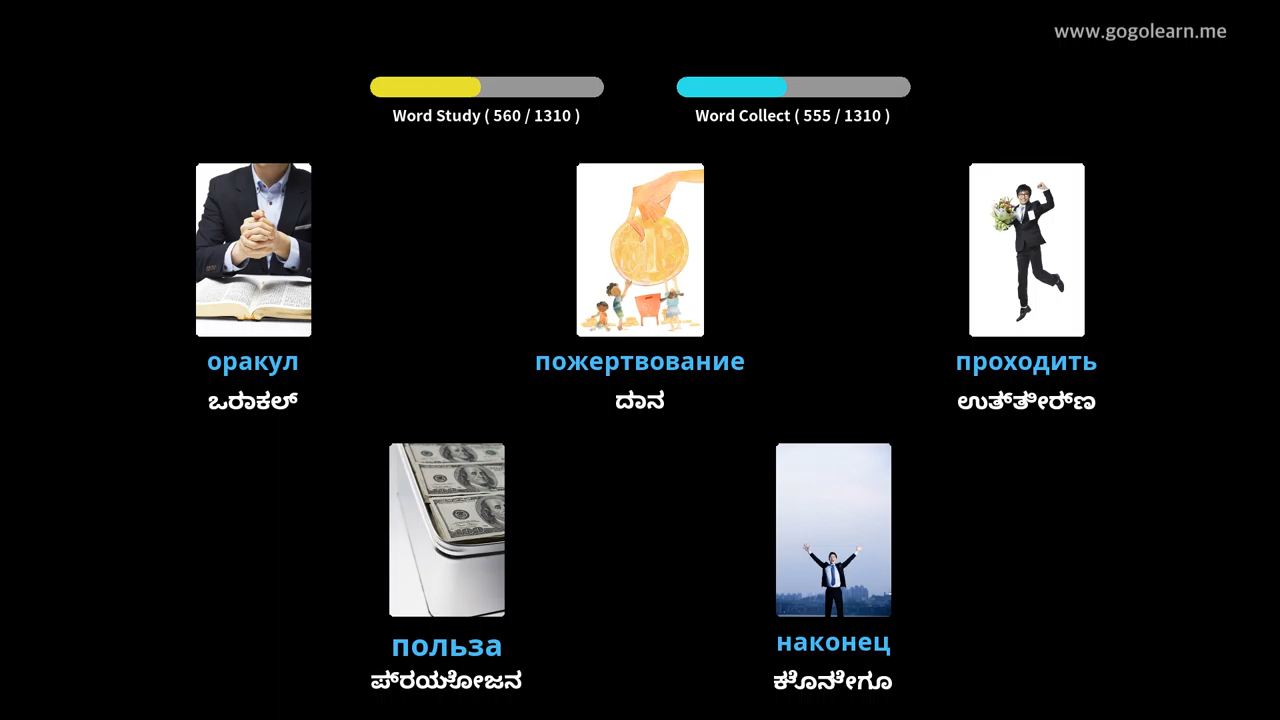 www.gogolearn.me
Word Study ( 560 / 1310 )
Word Collect ( 555 / 1310 )
оракул
ಒರಾಕಲ್
пожертвование
ದಾನ
проходить
ಉತ್ತೀರ್ಣ
польза
ಪ್ರಯೋಜನ
наконец
ಕೊನೇಗೂ